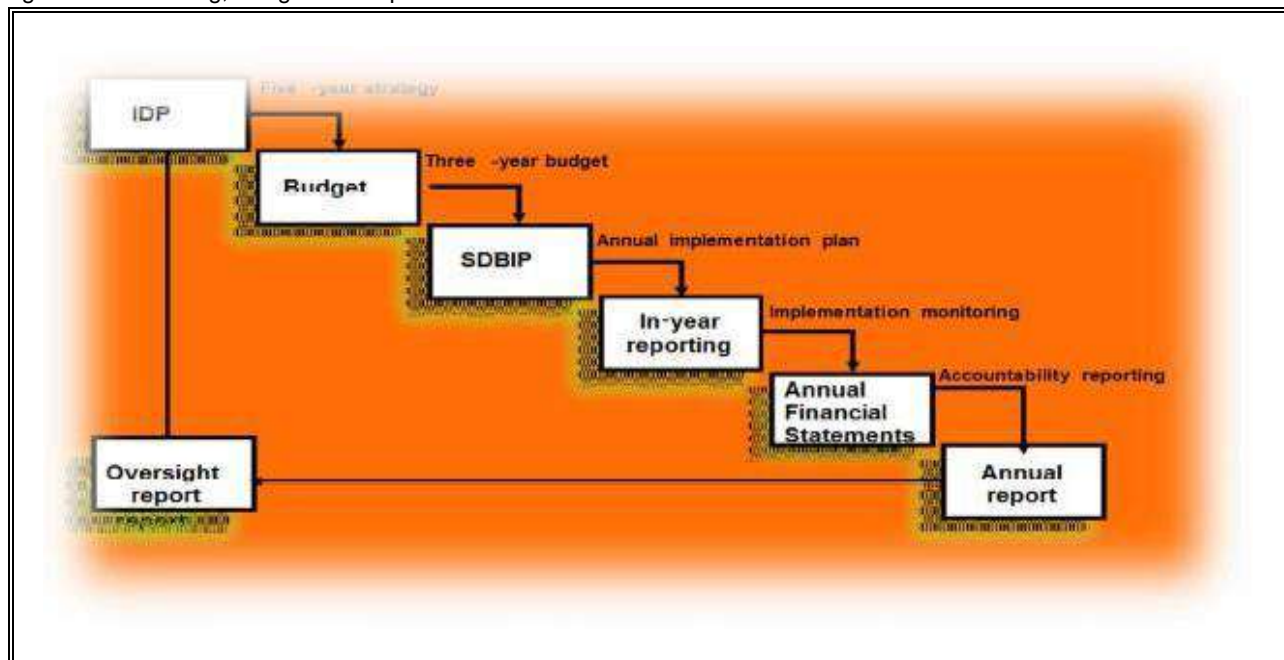 Five -year strategy
IDP
Three -year budget
Budget
Annual implementation plan
SDBIP
Implementation monitoring
In-year
reporting
Accountability reporting
Annual
Financial
Statements
Oversight
report
Annual
report